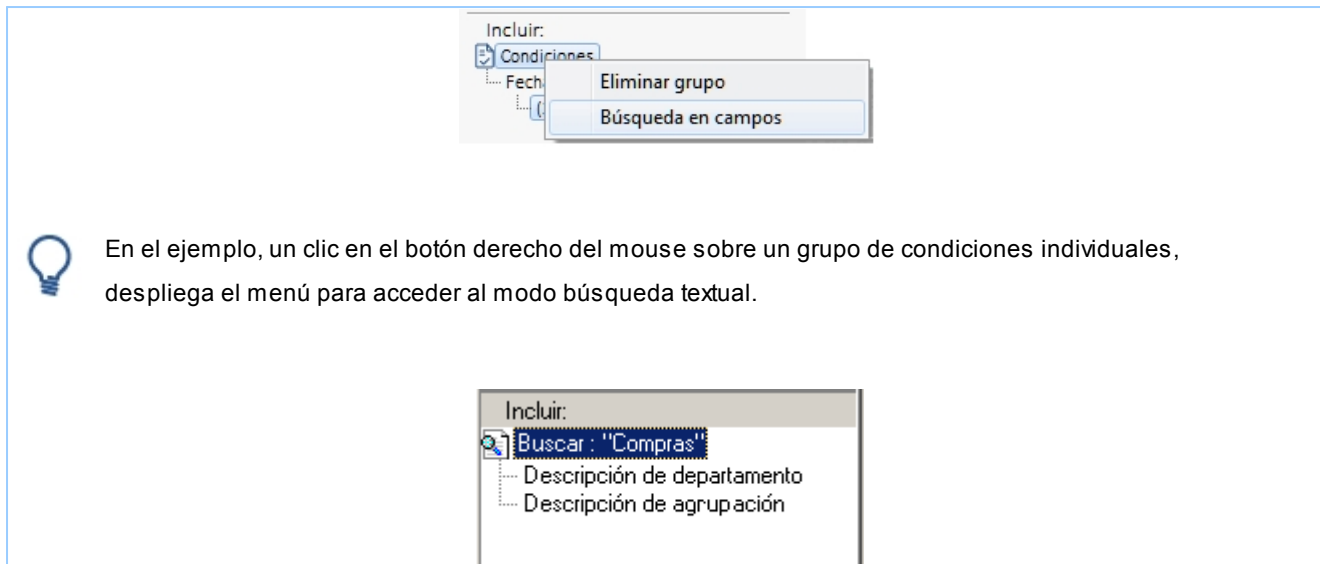 Incluir:
Condiciones
Eliminar grupo
Búsqueda en campos
En el ejemplo, un clic en el botón derecho del mouse sobre un grupo de condiciones individuales,
despliega el menú para acceder al modo búsqueda textual.
Incluir:
Buscar : "Compras"
Descripción de departamento
Descripción de agrupación